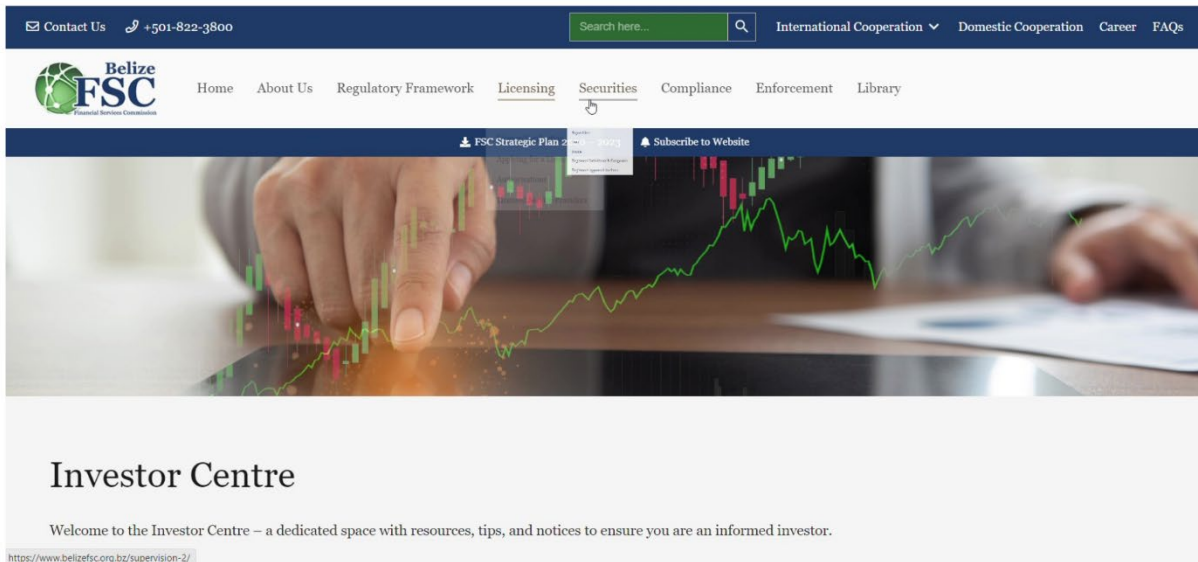 Contact Us +501-822-3800
Search here...
International Cooperation Domestic Cooperation Career FAQs
Belize
FSC
Financial Services Commission
Home About Us Regulatory Framework Licensing Securities Compliance Enforcement Library
FSC Strategic Plan
Subscribe to Website
Investor Centre
Welcome to the Investor Centre – a dedicated space with resources, tips, and notices to ensure you are an informed investor.
https://www.belizefsc.org.bz/supervision-2/